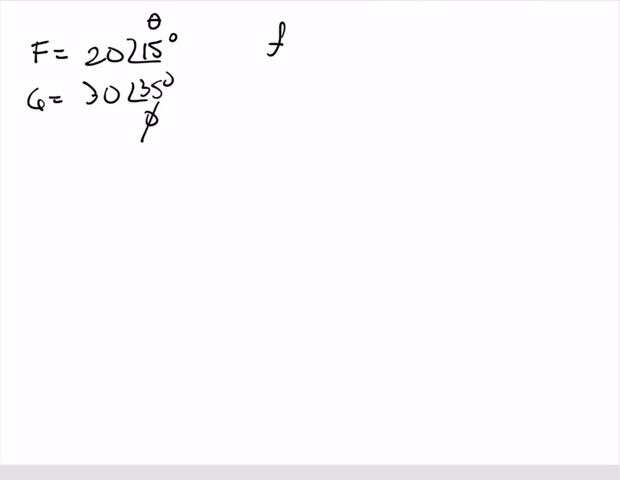 θ
F = 20∠15° f
G = 30∠35°
φ